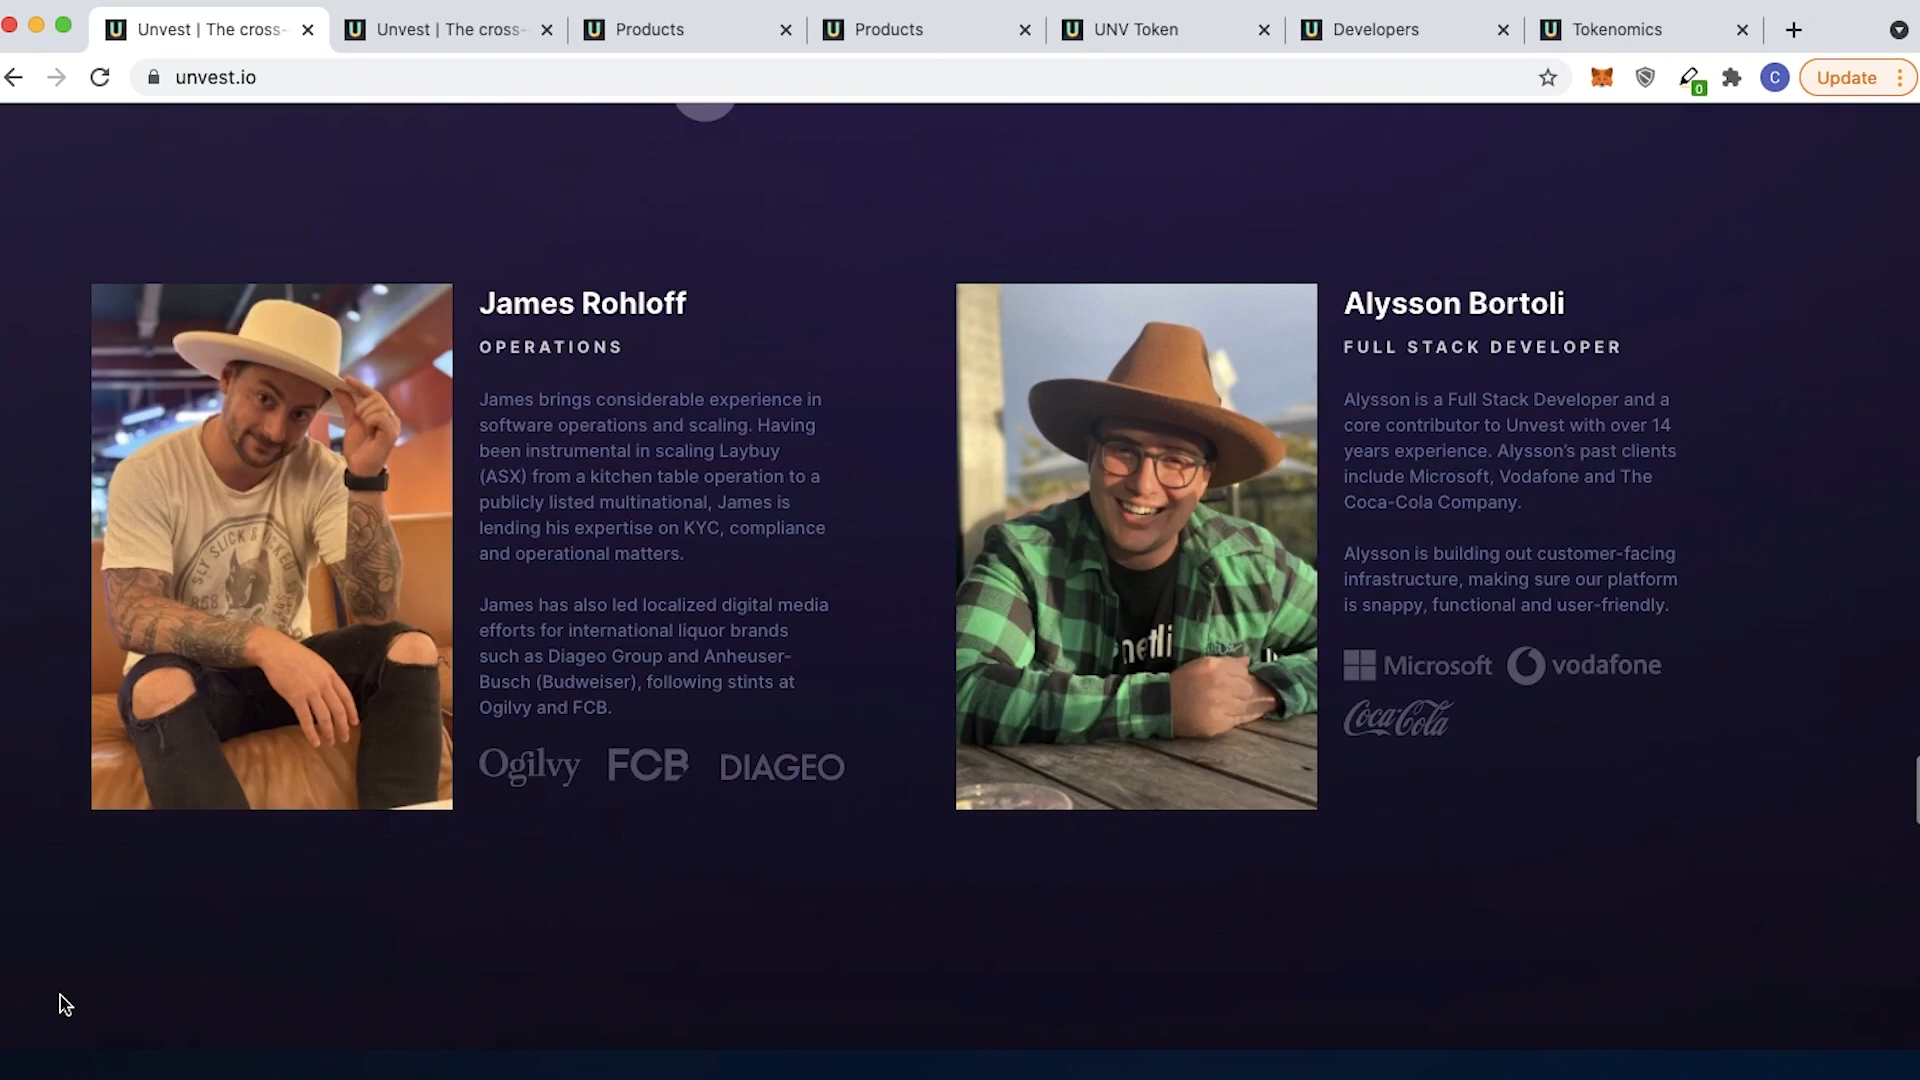 Unvest | The cross-
Unvest | The cross-
Products
Products
UNV Token
Developers
Tokenomics
unvest.io
0
C
Update
James Rohloff
OPERATIONS
James brings considerable experience in
software operations and scaling. Having
been instrumental in scaling Laybuy
(ASX) from a kitchen table operation to a
publicly listed multinational, James is
lending his expertise on KYC, compliance
and operational matters.
James has also led localized digital media
efforts for international liquor brands
such as Diageo Group and Anheuser-
Busch (Budweiser), following stints at
Ogilvy and FCB.
Ogilvy FCB DIAGEO
Alysson Bortoli
FULL STACK DEVELOPER
Alysson is a Full Stack Developer and a
core contributor to Unvest with over 14
years experience. Alysson's past clients
include Microsoft, Vodafone and The
Coca-Cola Company.
Alysson is building out customer-facing
infrastructure, making sure our platform
is snappy, functional and user-friendly.
Microsoft vodafone
Coca-Cola
SLY SLICK &
868
netli